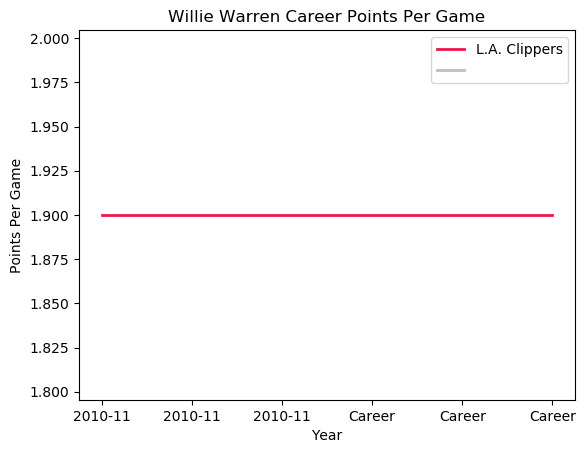 Willie Warren Career Points Per Game
L.A. Clippers
Points Per Game
2.000
1.975
1.950
1.925
1.900
1.875
1.850
1.825
1.800
2010-11 2010-11 2010-11 Career Career Career
Year